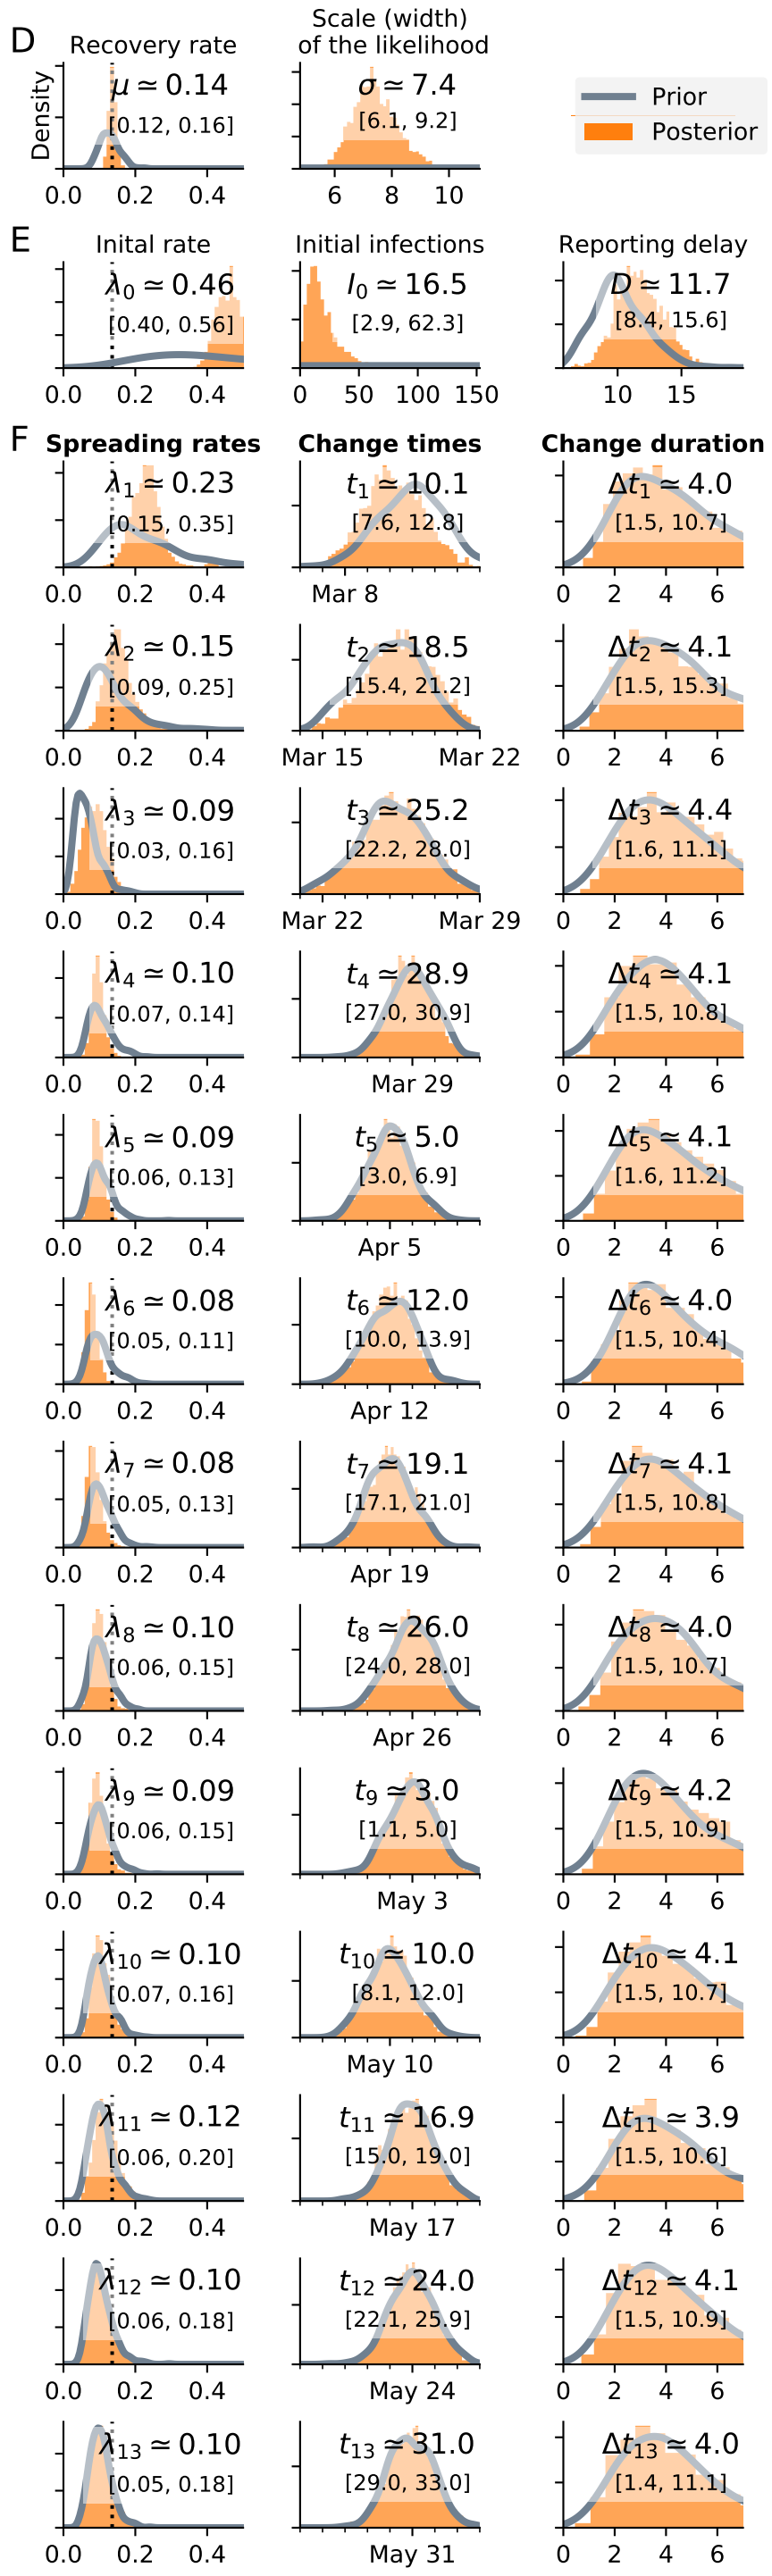 D
Recovery rate
Scale (width)
of the likelihood
Density
μ ≃ 0.14
[0.12, 0.16]
σ ≃ 7.4
[6.1, 9.2]
Prior
Posterior
0.0 0.2 0.4
6 8 10
E
Inital rate
Initial infections
Reporting delay
λ0 ≃ 0.46
[0.40, 0.56]
I0 ≃ 16.5
[2.9, 62.3]
D ≃ 11.7
[8.4, 15.6]
0.0 0.2 0.4
0 50 100 150
10 15
F
Spreading rates
Change times
Change duration
λ1 ≃ 0.23
[0.15, 0.35]
t1 ≃ 10.1
[7.6, 12.8]
Δt1 ≃ 4.0
[1.5, 10.7]
0.0 0.2 0.4
Mar 8
0 2 4 6
λ2 ≃ 0.15
[0.09, 0.25]
t2 ≃ 18.5
[15.4, 21.2]
Δt2 ≃ 4.1
[1.5, 15.3]
0.0 0.2 0.4
Mar 15 Mar 22
0 2 4 6
λ3 ≃ 0.09
[0.03, 0.16]
t3 ≃ 25.2
[22.2, 28.0]
Δt3 ≃ 4.4
[1.6, 11.1]
0.0 0.2 0.4
Mar 22 Mar 29
0 2 4 6
λ4 ≃ 0.10
[0.07, 0.14]
t4 ≃ 28.9
[27.0, 30.9]
Δt4 ≃ 4.1
[1.5, 10.8]
0.0 0.2 0.4
Mar 29
0 2 4 6
λ5 ≃ 0.09
[0.06, 0.13]
t5 ≃ 5.0
[3.0, 6.9]
Δt5 ≃ 4.1
[1.6, 11.2]
0.0 0.2 0.4
Apr 5
0 2 4 6
λ6 ≃ 0.08
[0.05, 0.11]
t6 ≃ 12.0
[10.0, 13.9]
Δt6 ≃ 4.0
[1.5, 10.4]
0.0 0.2 0.4
Apr 12
0 2 4 6
λ7 ≃ 0.08
[0.05, 0.13]
t7 ≃ 19.1
[17.1, 21.0]
Δt7 ≃ 4.1
[1.5, 10.8]
0.0 0.2 0.4
Apr 19
0 2 4 6
λ8 ≃ 0.10
[0.06, 0.15]
t8 ≃ 26.0
[24.0, 28.0]
Δt8 ≃ 4.0
[1.5, 10.7]
0.0 0.2 0.4
Apr 26
0 2 4 6
λ9 ≃ 0.09
[0.06, 0.15]
t9 ≃ 3.0
[1.1, 5.0]
Δt9 ≃ 4.2
[1.5, 10.9]
0.0 0.2 0.4
May 3
0 2 4 6
λ10 ≃ 0.10
[0.07, 0.16]
t10 ≃ 10.0
[8.1, 12.0]
Δt10 ≃ 4.1
[1.5, 10.7]
0.0 0.2 0.4
May 10
0 2 4 6
λ11 ≃ 0.12
[0.06, 0.20]
t11 ≃ 16.9
[15.0, 19.0]
Δt11 ≃ 3.9
[1.5, 10.6]
0.0 0.2 0.4
May 17
0 2 4 6
λ12 ≃ 0.10
[0.06, 0.18]
t12 ≃ 24.0
[22.1, 25.9]
Δt12 ≃ 4.1
[1.5, 10.9]
0.0 0.2 0.4
May 24
0 2 4 6
λ13 ≃ 0.10
[0.05, 0.18]
t13 ≃ 31.0
[29.0, 33.0]
Δt13 ≃ 4.0
[1.4, 11.1]
0.0 0.2 0.4
May 31
0 2 4 6